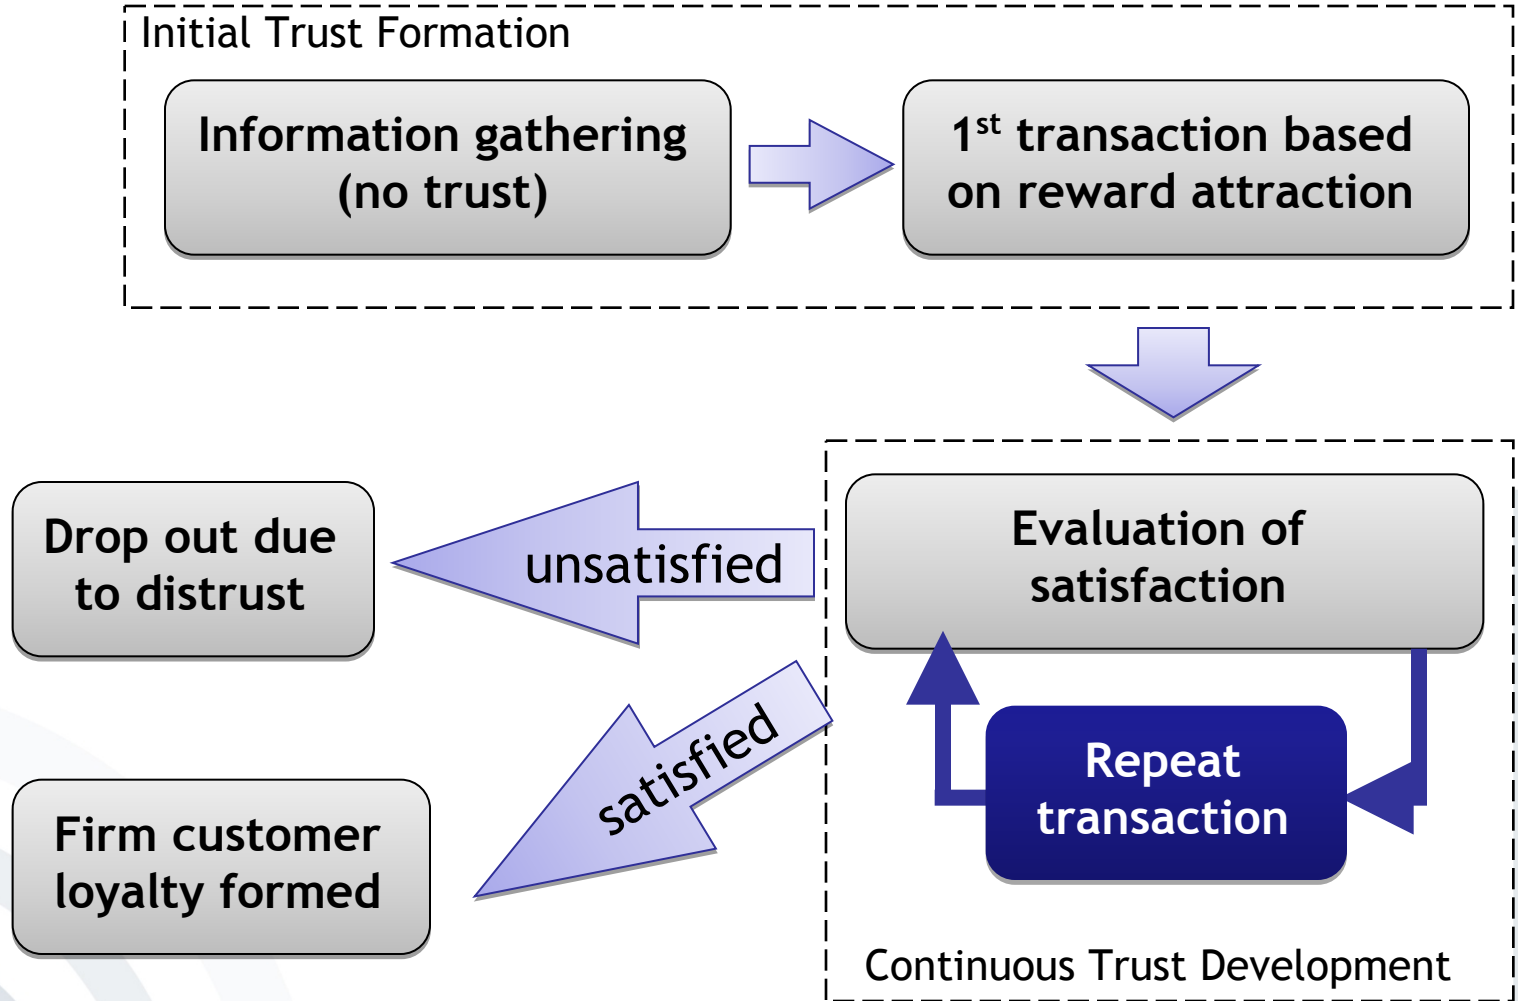 Initial Trust Formation
Information gathering
(no trust)
1st transaction based
on reward attraction
Evaluation of
satisfaction
unsatisfied
Drop out due
to distrust
satisfied
Repeat
transaction
Firm customer
loyalty formed
Continuous Trust Development